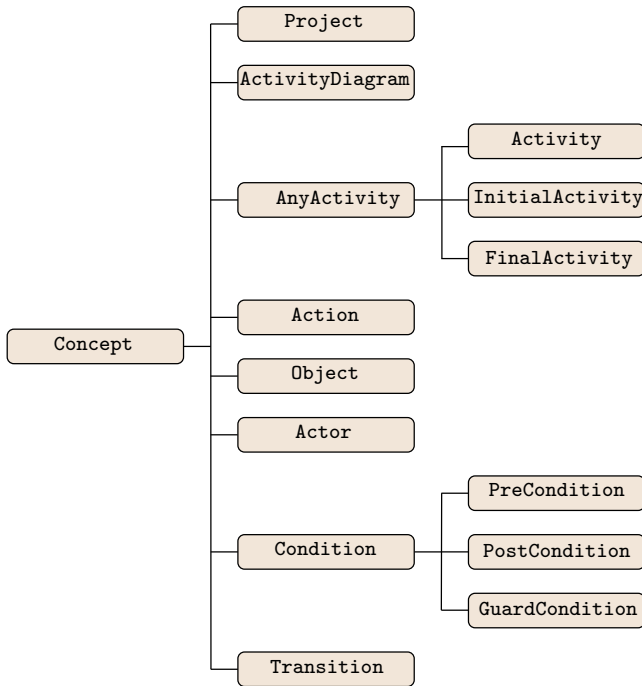 Project
ActivityDiagram
Activity
AnyActivity
InitialActivity
FinalActivity
Action
Concept
Object
Actor
PreCondition
Condition
PostCondition
GuardCondition
Transition